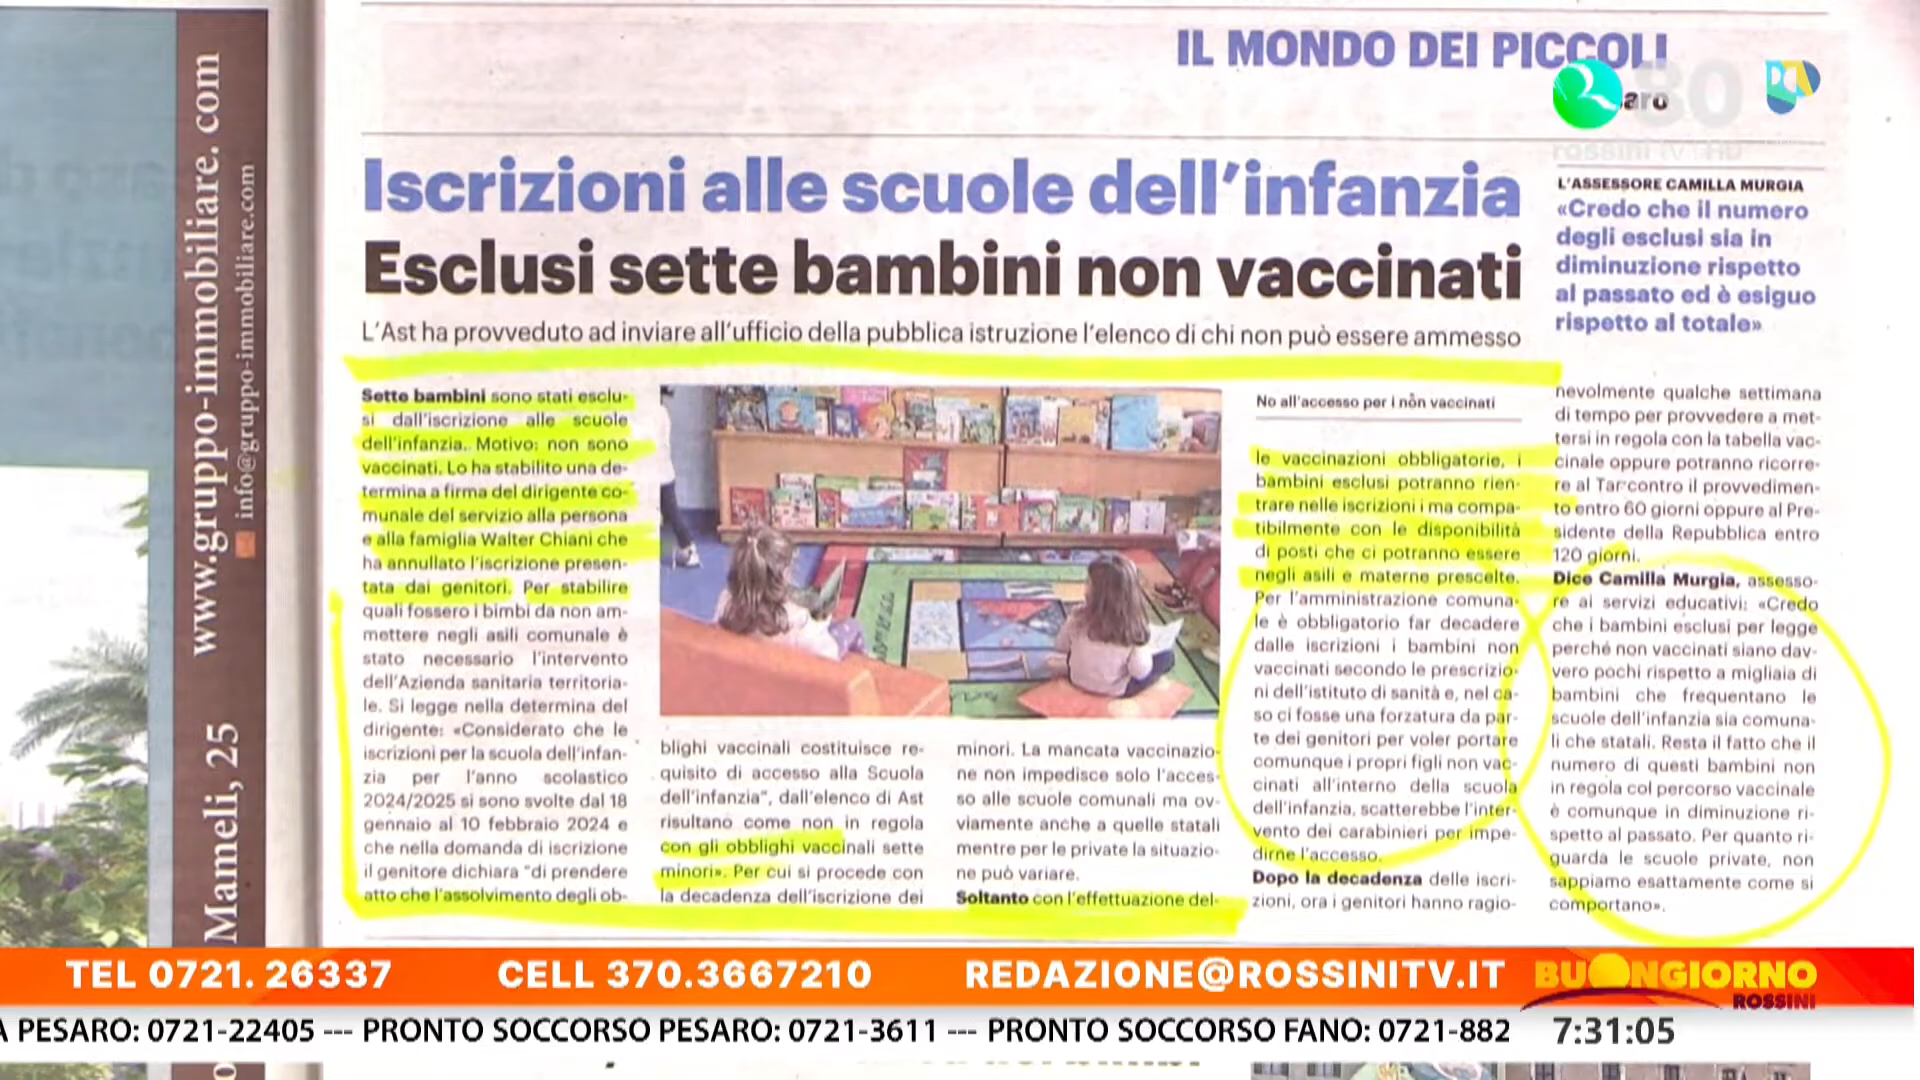 www.gruppo-immobiliare.com
info@gruppo-immobiliare.com
Mameli, 25
IL MONDO DEI PICCOLI
80
rossini tv HD
Iscrizioni alle scuole dell'infanzia
Esclusi sette bambini non vaccinati
L'Ast ha provveduto ad inviare all'ufficio della pubblica istruzione l'elenco di chi non può essere ammesso
Sette bambini sono stati esclu-
si dall'iscrizione alle scuole
dell'infanzia. Motivo: non sono
vaccinati. Lo ha stabilito una de-
termina a firma del dirigente co-
munale del servizio alla persona
e alla famiglia Walter Chiani che
ha annullato l'iscrizione presen-
tata dai genitori. Per stabilire
quali fossero i bimbi da non am-
mettere negli asili comunale è
stato necessario l'intervento
dell'Azienda sanitaria territoria-
le. Si legge nella determina del
dirigente: «Considerato che le
iscrizioni per la scuola dell'infan-
zia per l'anno scolastico
2024/2025 si sono svolte dal 18
gennaio al 10 febbraio 2024 e
che nella domanda di iscrizione
il genitore dichiara "di prendere
atto che l'assolvimento degli ob-
blighi vaccinali costituisce re-
quisito di accesso alla Scuola
dell'infanzia", dall'elenco di Ast
risultano come non in regola
con gli obblighi vaccinali sette
minori». Per cui si procede con
la decadenza dell'iscrizione dei
minori. La mancata vaccinazio-
ne non impedisce solo l'acces-
so alle scuole comunali ma ov-
viamente anche a quelle statali
mentre per le private la situazio-
ne può variare.
Soltanto con l'effettuazione del-
No all'accesso per i non vaccinati
le vaccinazioni obbligatorie, i
bambini esclusi potranno rien-
trare nelle iscrizioni i ma compa-
tibilmente con le disponibilità
di posti che ci potranno essere
negli asili e materne prescelte.
Per l'amministrazione comuna-
le è obbligatorio far decadere
dalle iscrizioni i bambini non
vaccinati secondo le prescrizio-
ni dell'istituto di sanità e, nel ca-
so ci fosse una forzatura da par-
te dei genitori per voler portare
comunque i propri figli non vac-
cinati all'interno della scuola
dell'infanzia, scatterebbe l'inter-
vento dei carabinieri per impe-
dirne l'accesso.
Dopo la decadenza delle iscri-
zioni, ora i genitori hanno ragio-
L'ASSESSORE CAMILLA MURGIA
«Credo che il numero
degli esclusi sia in
diminuzione rispetto
al passato ed è esiguo
rispetto al totale»
nevolmente qualche settimana
di tempo per provvedere a met-
tersi in regola con la tabella vac-
cinale oppure potranno ricorre-
re al Tar contro il provvedimen-
to entro 60 giorni oppure al Pre-
sidente della Repubblica entro
120 giorni.
Dice Camilla Murgia, assesso-
re ai servizi educativi: «Credo
che i bambini esclusi per legge
perché non vaccinati siano dav-
vero pochi rispetto a migliaia di
bambini che frequentano le
scuole dell'infanzia sia comuna-
li che statali. Resta il fatto che il
numero di questi bambini non
in regola col percorso vaccinale
è comunque in diminuzione ri-
spetto al passato. Per quanto ri-
guarda le scuole private, non
sappiamo esattamente come si
comportano».
TEL 0721. 26337 CELL 370.3667210 REDAZIONE@ROSSINITV.IT BUONGIORNO
ROSSINI
A PESARO: 0721-22405 --- PRONTO SOCCORSO PESARO: 0721-3611 --- PRONTO SOCCORSO FANO: 0721-882 7:31:05